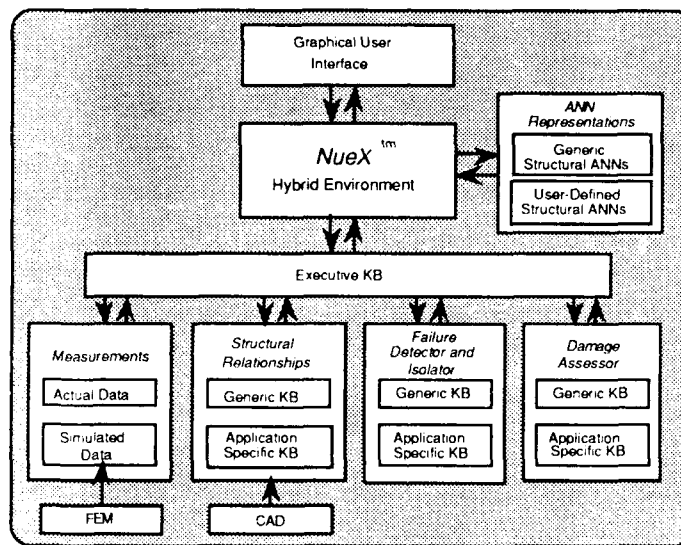 Graphical User
Interface
NueX tm
Hybrid Environment
ANN
Representations
Generic
Structural ANNs
User-Defined
Structural ANNs
Executive KB
Measurements
Actual Data
Simulated
Data
FEM
Structural
Relationships
Generic KB
Application
Specific KB
CAD
Failure
Detector and
Isolator
Generic KB
Application
Specific KB
Damage
Assessor
Generic KB
Application
Specific KB